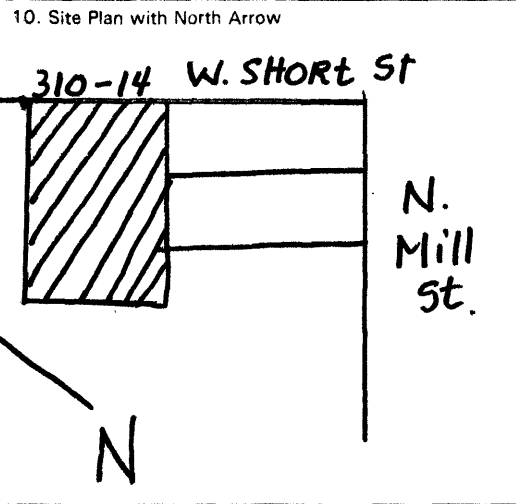 10. Site Plan with North Arrow
310-14 W. SHORt St
N.
Mill
St.
N